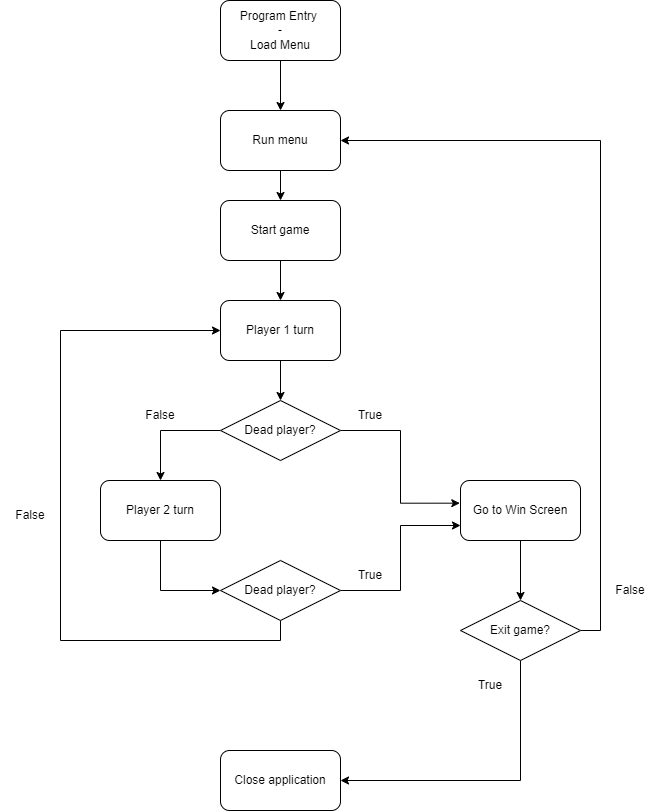 Program Entry
-
Load Menu
Run menu
Start game
Player 1 turn
False
True
Dead player?
Player 2 turn
Go to Win Screen
False
True
Dead player?
False
Exit game?
True
Close application